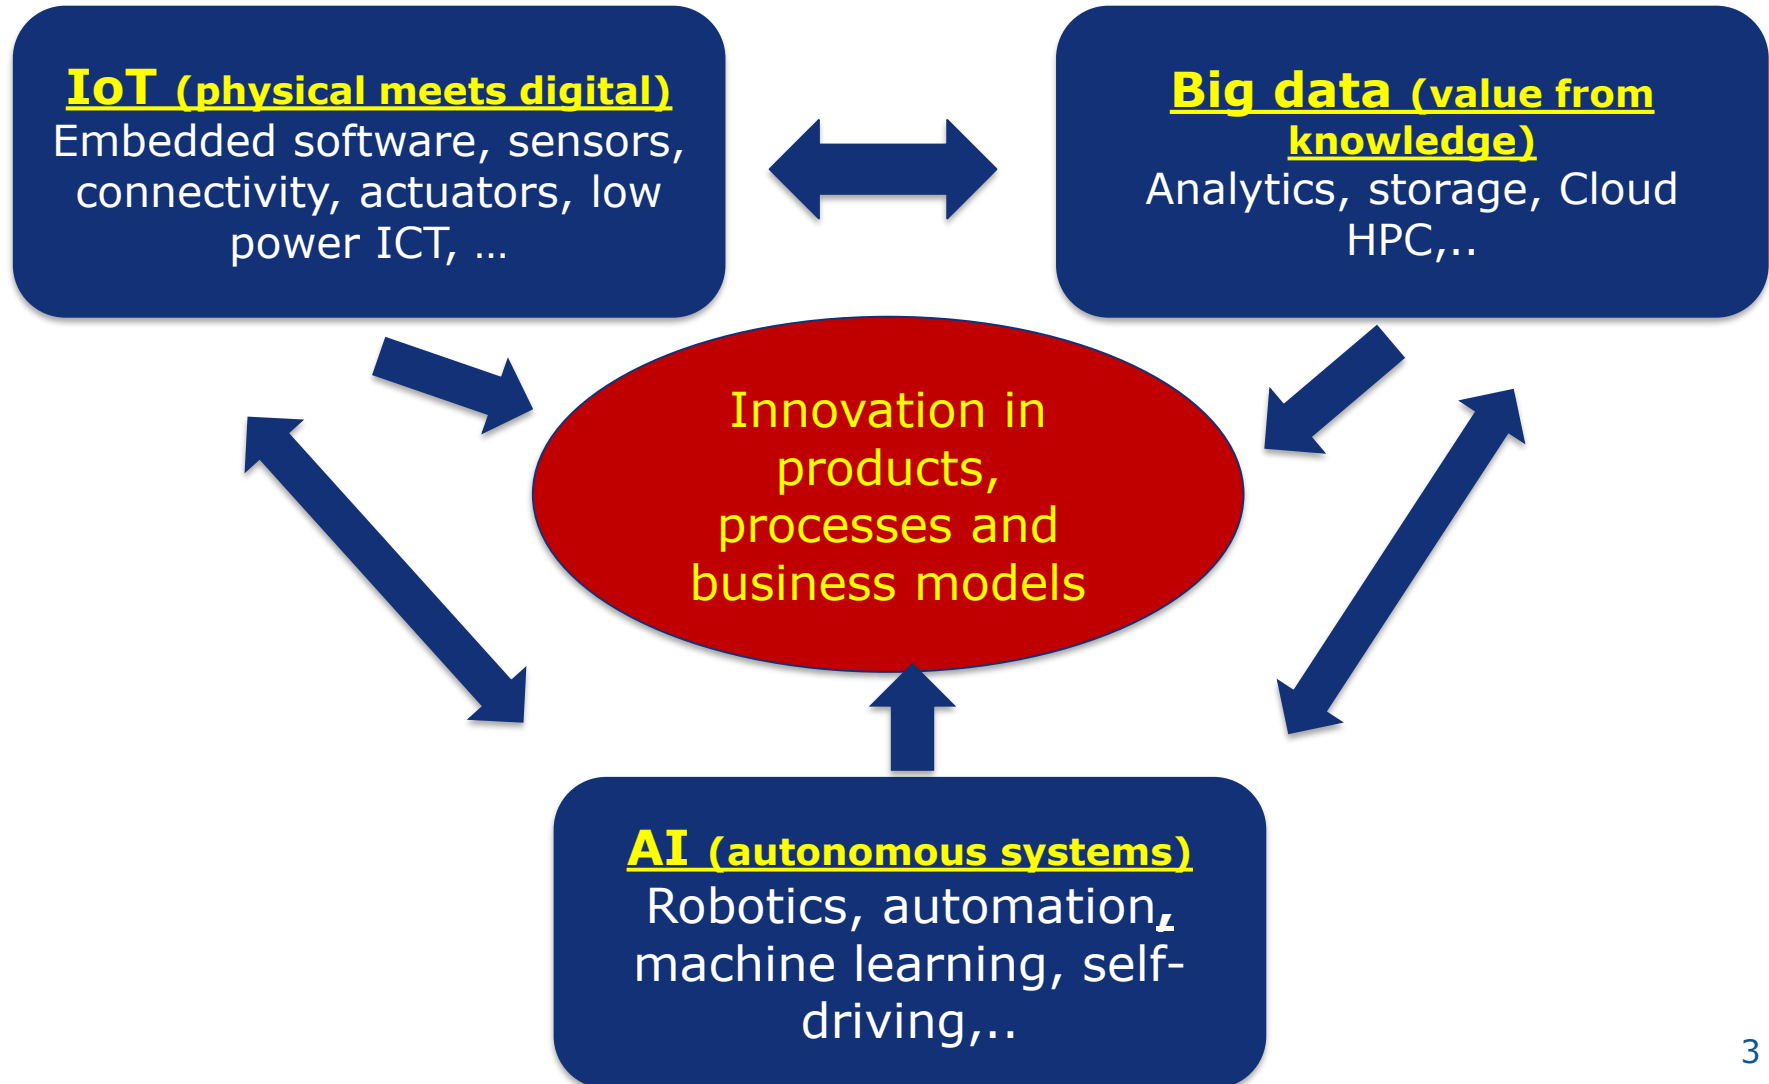 IoT (physical meets digital)
Embedded software, sensors,
connectivity, actuators, low
power ICT, …
Big data (value from
knowledge)
Analytics, storage, Cloud
HPC,..
Innovation in
products,
processes and
business models
AI (autonomous systems)
Robotics, automation,
machine learning, self-
driving,..
3